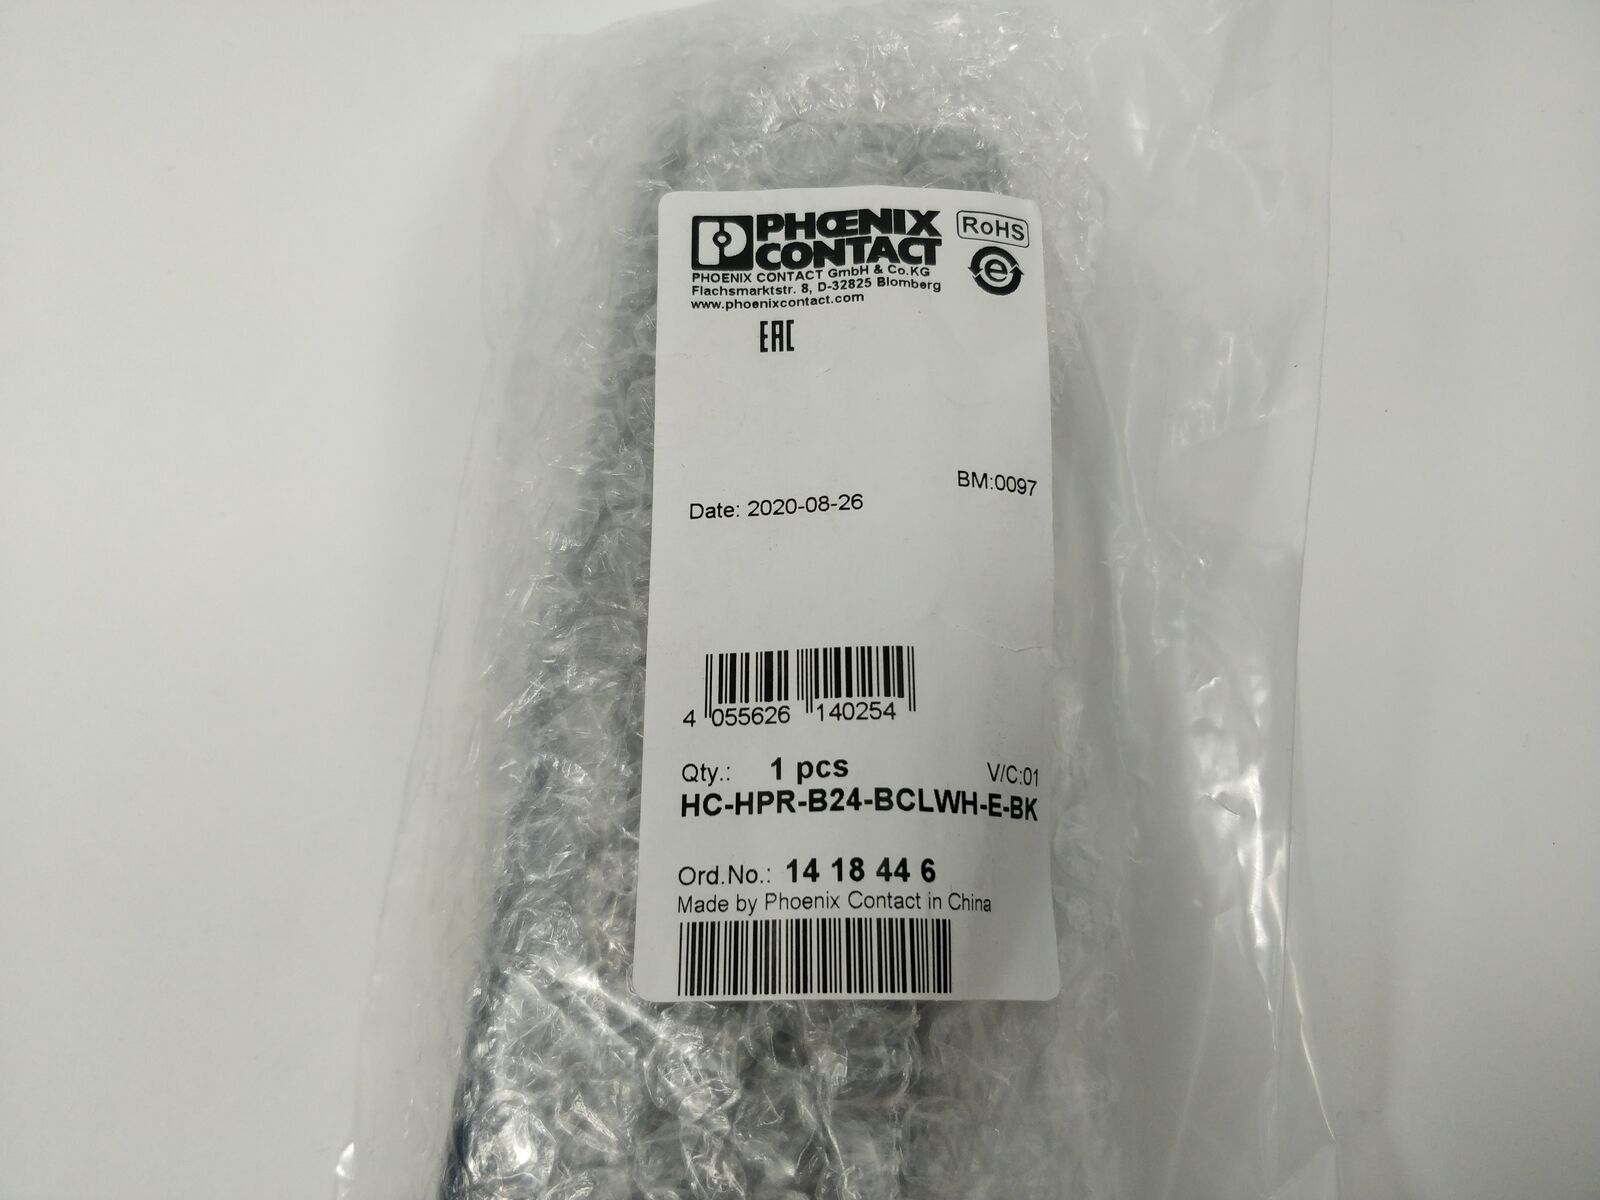 PHOENIX
CONTACT
RoHS
e
PHOENIX CONTACT GmbH & Co.KG
Flachsmarktstr. 8, D-32825 Blomberg
www.phoenixcontact.com
EAC
BM:0097
Date: 2020-08-26
4 055626 140254
Qty.: 1 pcs V/C:01
HC-HPR-B24-BCLWH-E-BK
Ord.No.: 14 18 44 6
Made by Phoenix Contact in China